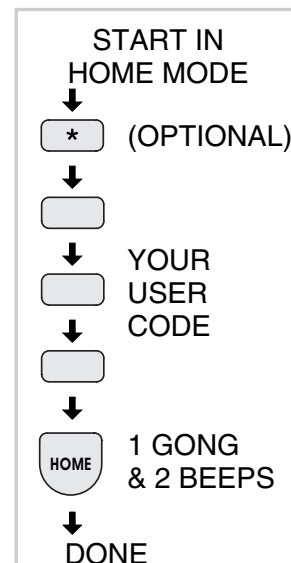 START IN
HOME MODE
* (OPTIONAL)
YOUR
USER
CODE
HOME
1 GONG
& 2 BEEPS
DONE